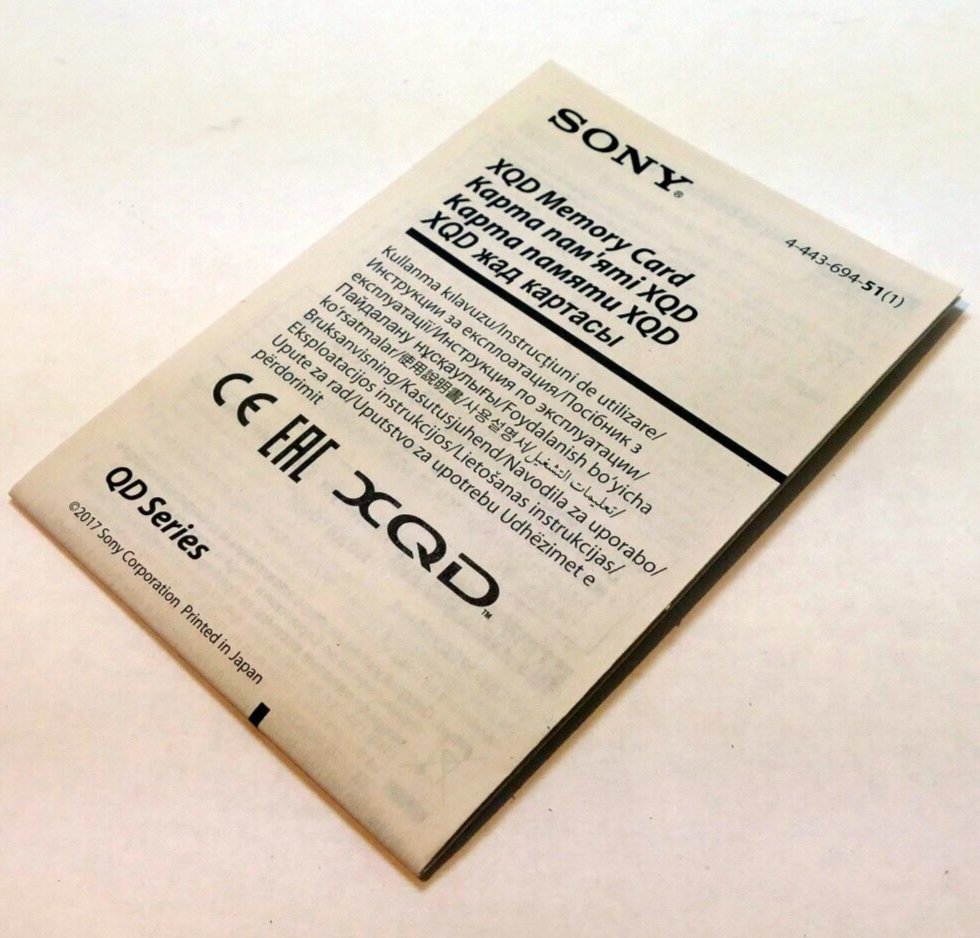 SONY®
4-443-694-51(1)
XQD Memory Card
Карта пам'яті XQD
Карта памяти XQD
XQD жад картасы
Kullanma kılavuzu/Instrucțiuni de utilizare/
Инструкции за експлоатация/Посібник з
експлуатації/Инструкция по эксплуатации/
Пайдалану нұсқаулығы/Foydalanish bo'yicha
ko'rsatmalar/使用說明書/사용설명서/تعليمات التشغيل/
Bruksanvisning/Kasutusjuhend/Navodila za uporabo/
Eksploatacijos instrukcijos/Lietošanas instrukcijas/
Upute za rad/Uputstvo za upotrebu Udhëzimet e
përdorimit
CE EAC XQD™
QD Series
©2017 Sony Corporation Printed in Japan